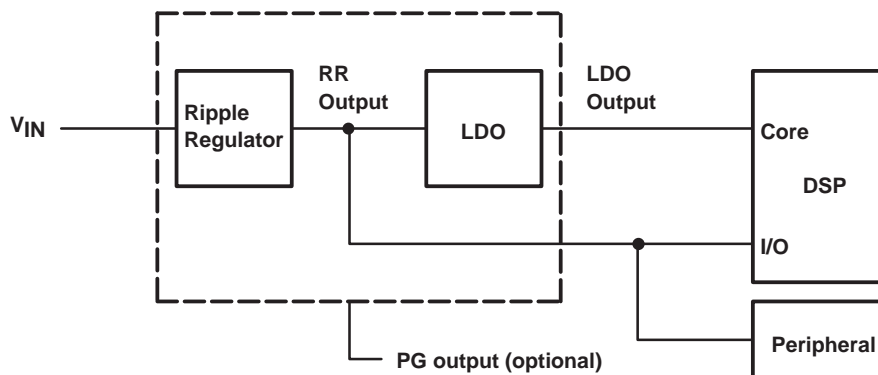 RR
Output
LDO
Output
Ripple
Regulator
VIN
LDO
Core
DSP
I/O
Peripheral
PG output (optional)